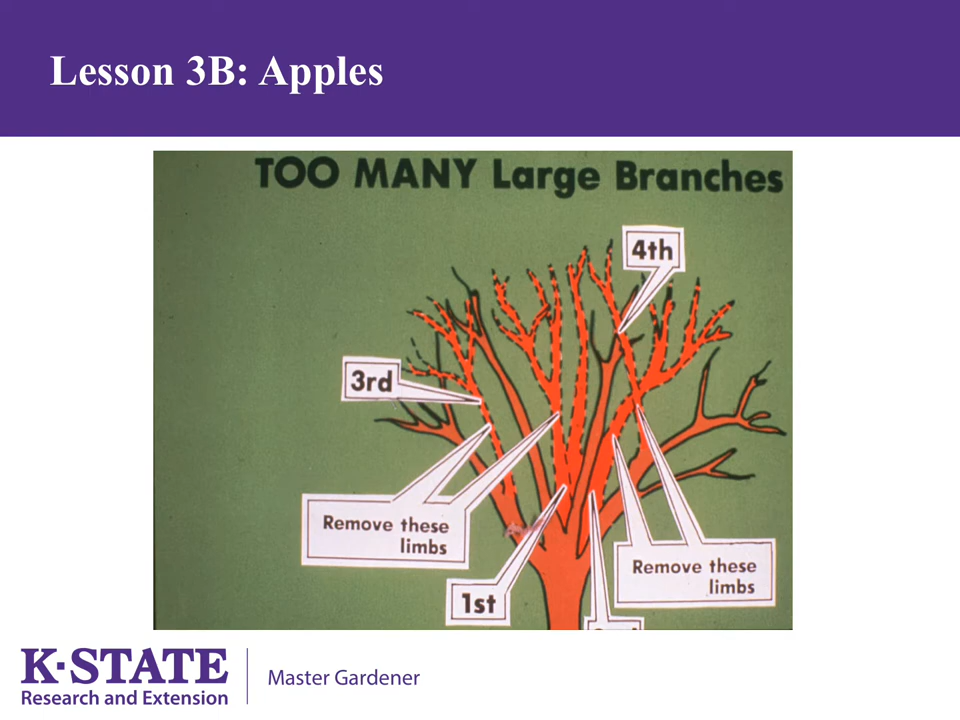 Lesson 3B: Apples
TOO MANY Large Branches
4th
3rd
Remove these
limbs
Remove these
limbs
1st
K-STATE
Research and Extension
Master Gardener